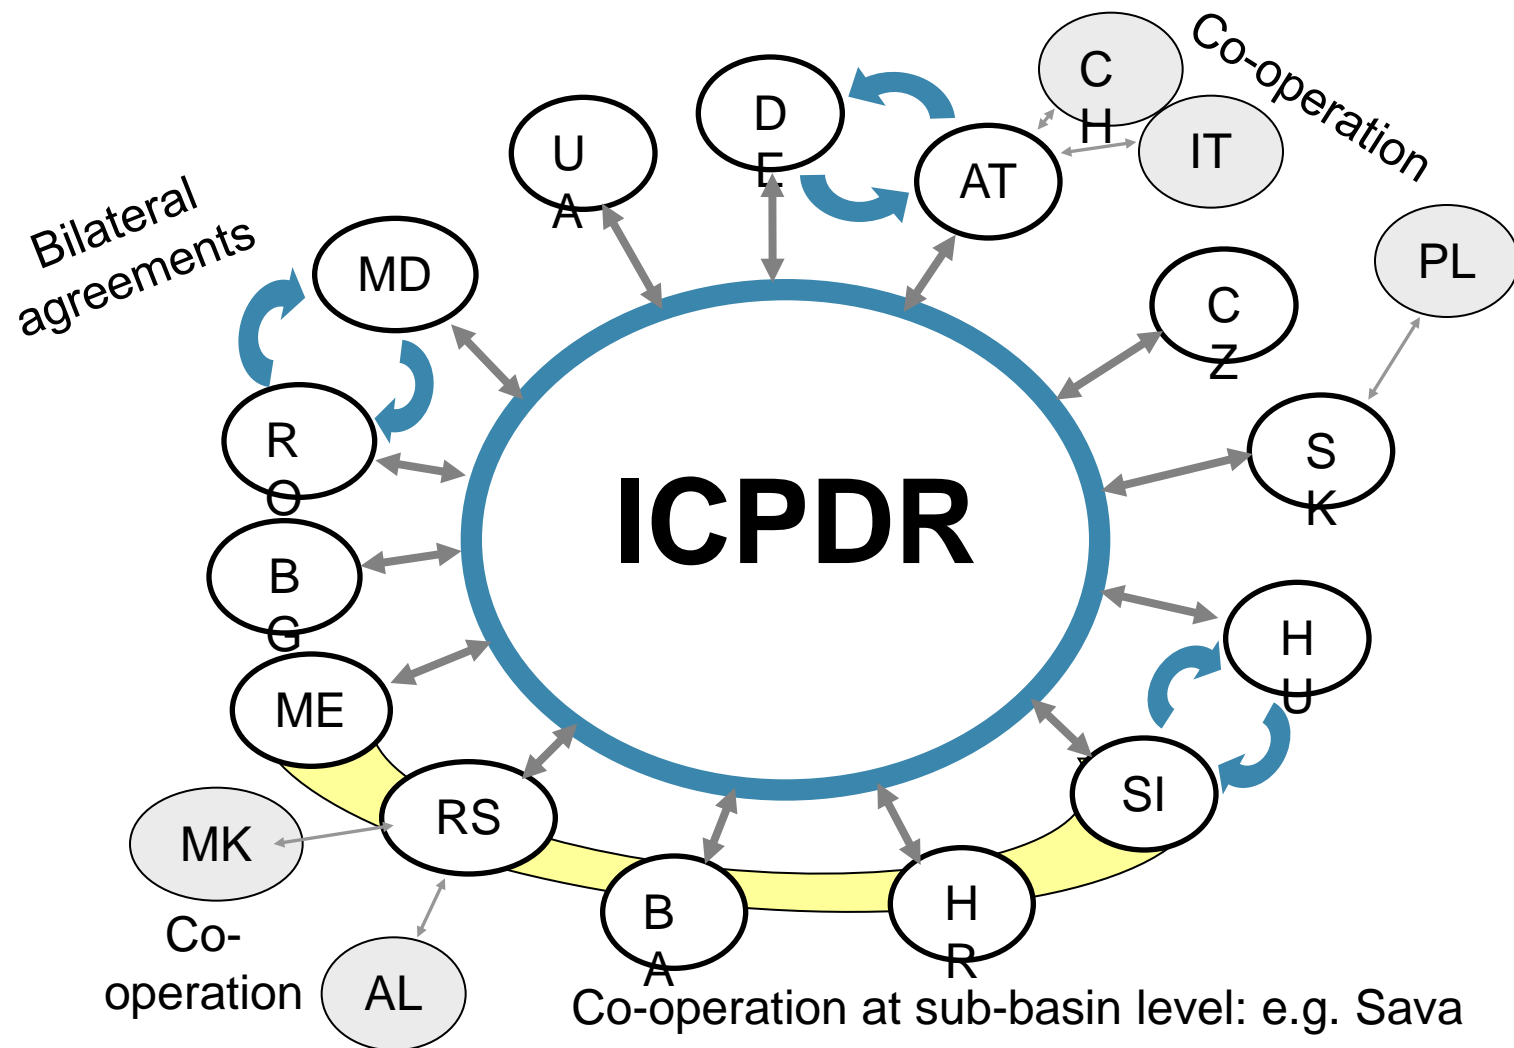 C
H
Co-operation
D
E
U
A
AT
IT
Bilateral
agreements
MD
PL
C
Z
R
O
S
K
ICPDR
B
G
H
U
ME
SI
RS
MK
B
A
H
R
Co-
operation
AL
Co-operation at sub-basin level: e.g. Sava